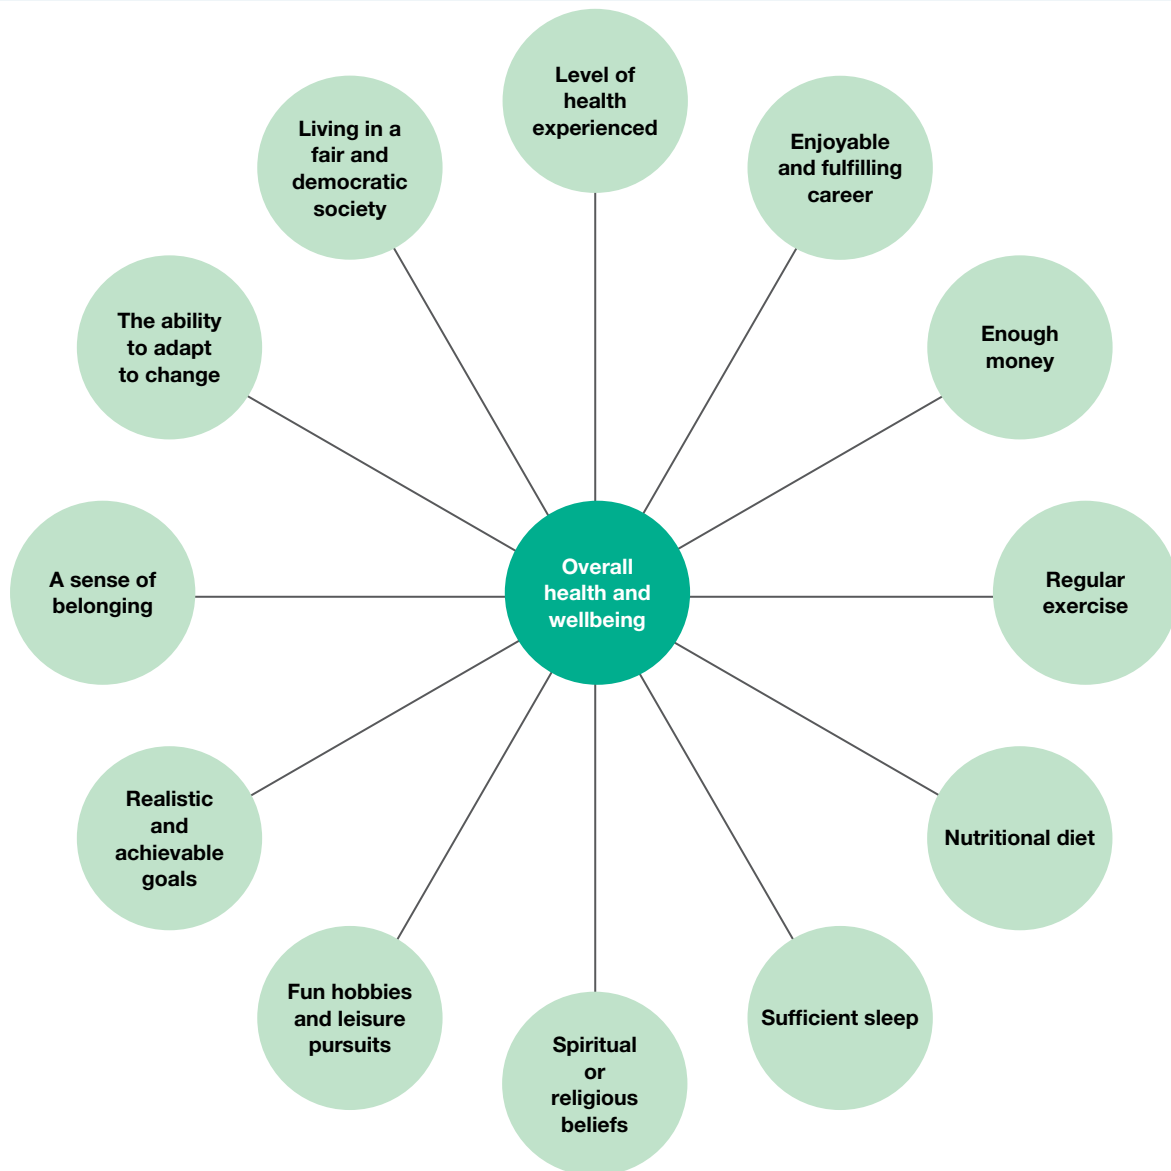 Level of
health
experienced
Enjoyable
and fulfilling
career
Enough
money
Regular
exercise
Nutritional diet
Sufficient sleep
Spiritual
or
religious
beliefs
Fun hobbies
and leisure
pursuits
Realistic
and
achievable
goals
A sense of
belonging
The ability
to adapt
to change
Living in a
fair and
democratic
society
Overall
health and
wellbeing